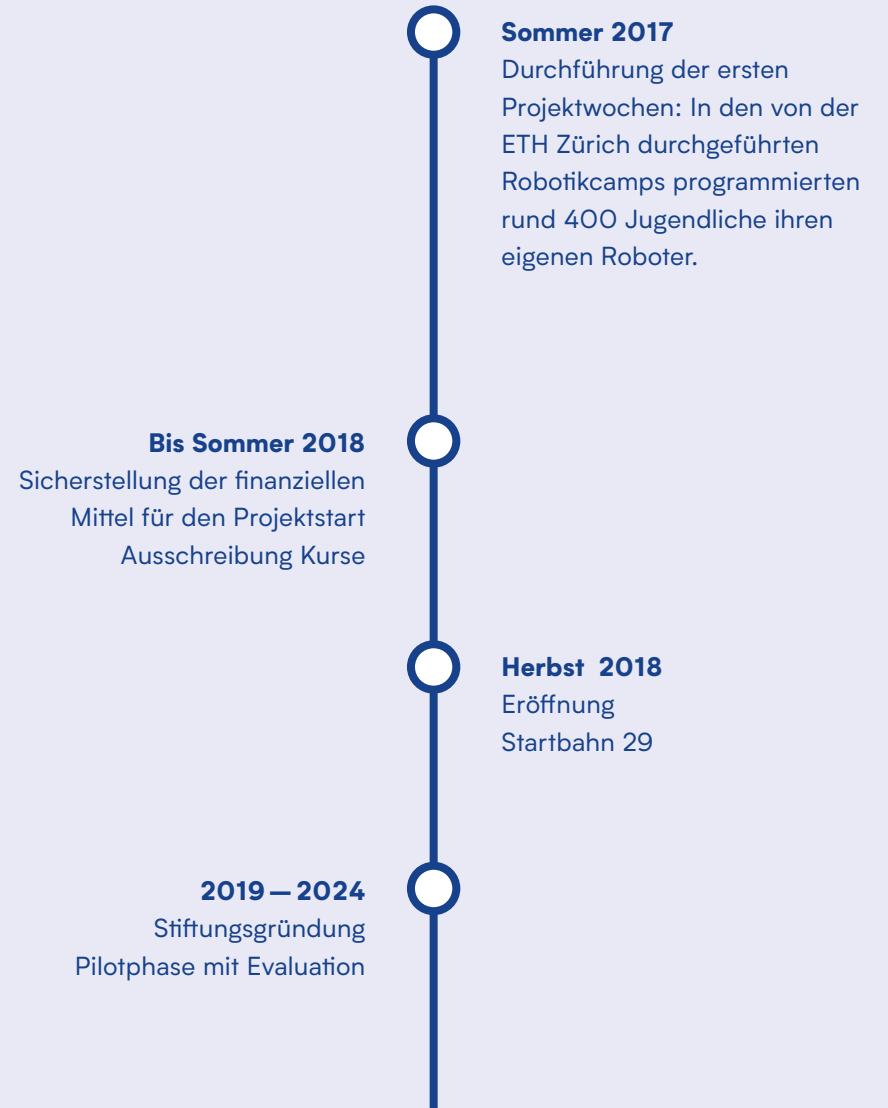 Sommer 2017
Durchführung der ersten
Projektwochen: In den von der
ETH Zürich durchgeführten
Robotikcamps programmierten
rund 400 Jugendliche ihren
eigenen Roboter.
Bis Sommer 2018
Sicherstellung der finanziellen
Mittel für den Projektstart
Ausschreibung Kurse
Herbst  2018
Eröffnung
Startbahn 29
2019 — 2024
Stiftungsgründung
Pilotphase mit Evaluation